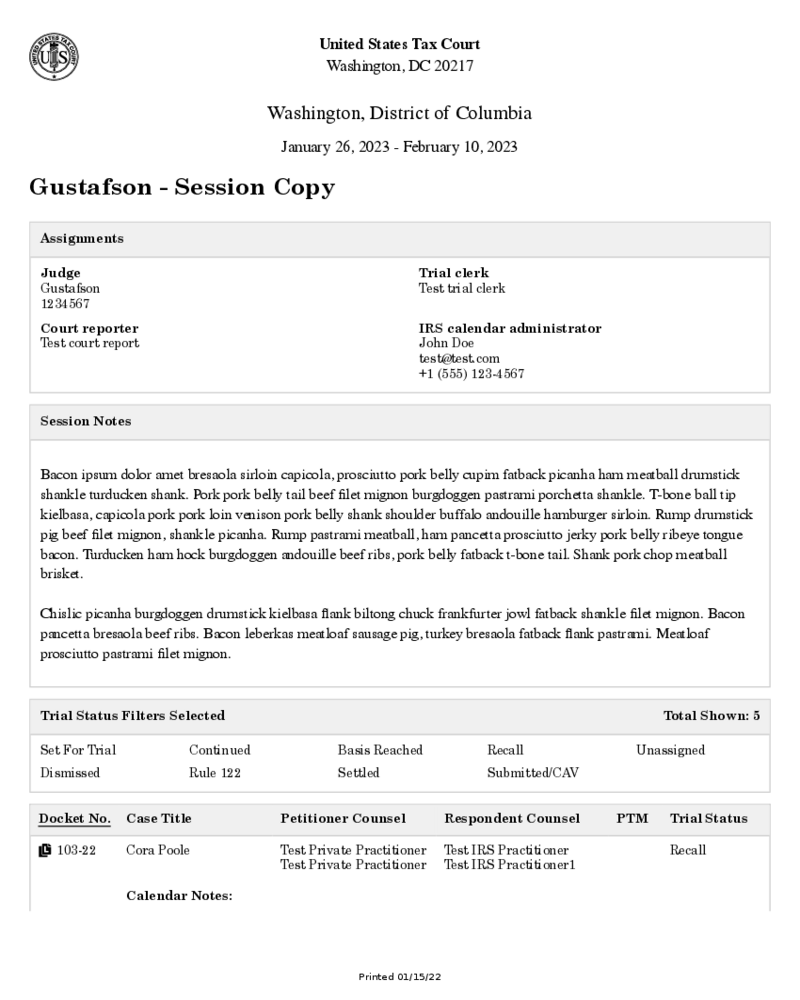 UNITED STATES TAX COURT
US
United States Tax Court
Washington, DC 20217
Washington, District of Columbia
January 26, 2023 - February 10, 2023
Gustafson - Session Copy
Assignments
Judge
Gustafson
1234567
Trial clerk
Test trial clerk
Court reporter
Test court report
IRS calendar administrator
John Doe
test@test.com
+1 (555) 123-4567
Session Notes
Bacon ipsum dolor amet bresaola sirloin capicola, prosciutto pork belly cupim fatback picanha ham meatball drumstick
shankle turducken shank. Pork pork belly tail beef filet mignon burgdoggen pastrami porchetta shankle. T-bone ball tip
kielbasa, capicola pork pork loin venison pork belly shank shoulder buffalo andouille hamburger sirloin. Rump drumstick
pig beef filet mignon, shankle picanha. Rump pastrami meatball, ham pancetta prosciutto jerky pork belly ribeye tongue
bacon. Turducken ham hock burgdoggen andouille beef ribs, pork belly fatback t-bone tail. Shank pork chop meatball
brisket.
Chislic picanha burgdoggen drumstick kielbasa flank biltong chuck frankfurter jowl fatback shankle filet mignon. Bacon
pancetta bresaola beef ribs. Bacon leberkas meatloaf sausage pig, turkey bresaola fatback flank pastrami. Meatloaf
prosciutto pastrami filet mignon.
Trial Status Filters Selected Total Shown: 5
Set For Trial Continued Basis Reached Recall Unassigned
Dismissed Rule 122 Settled Submitted/CAV
Docket No. Case Title Petitioner Counsel Respondent Counsel PTM Trial Status
103-22 Cora Poole Test Private Practitioner Test IRS Practitioner Recall
Test Private Practitioner Test IRS Practitioner1
Calendar Notes:
Printed 01/15/22